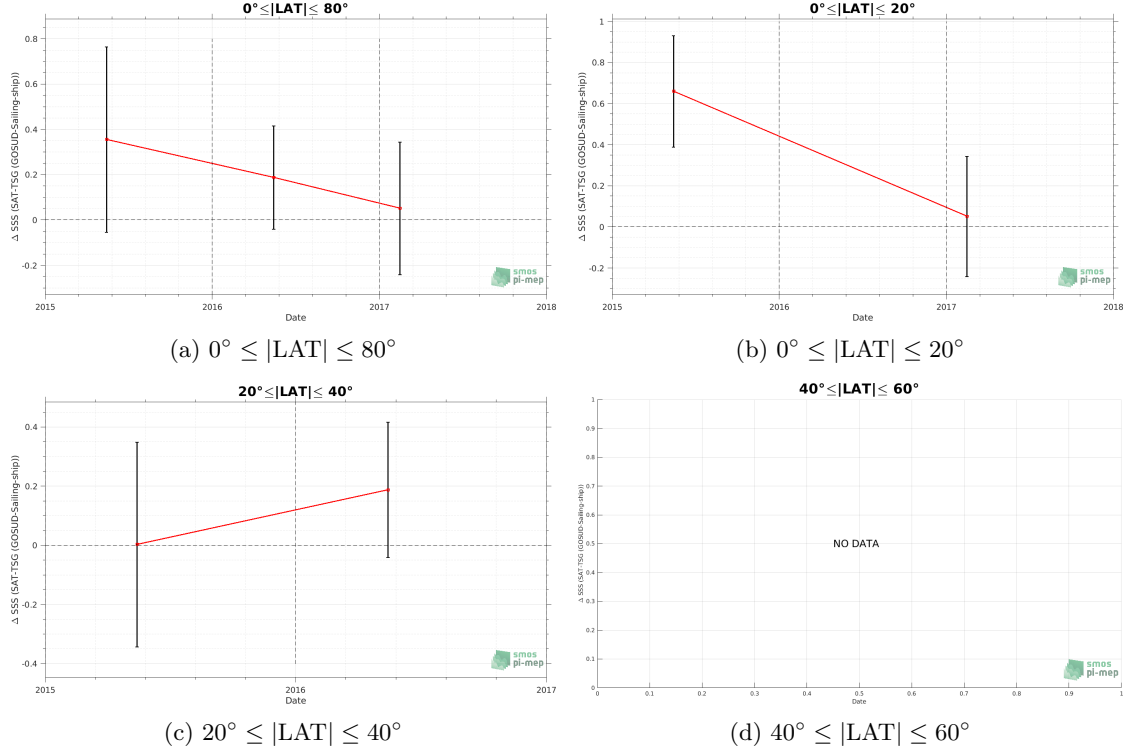 0°≤|LAT|≤ 80°
Δ SSS (SAT-TSG (GOSUD-Sailing-ship))
0.8
0.6
0.4
0.2
0
-0.2
2015 2016 2017 2018
Date
smos
pi-mep
(a) 0° ≤ |LAT| ≤ 80°
0°≤|LAT|≤ 20°
Δ SSS (SAT-TSG (GOSUD-Sailing-ship))
1
0.8
0.6
0.4
0.2
0
-0.2
2015 2016 2017 2018
Date
smos
pi-mep
(b) 0° ≤ |LAT| ≤ 20°
20°≤|LAT|≤ 40°
Δ SSS (SAT-TSG (GOSUD-Sailing-ship))
0.4
0.2
0
-0.2
-0.4
2015 2016 2017
Date
smos
pi-mep
(c) 20° ≤ |LAT| ≤ 40°
40°≤|LAT|≤ 60°
Δ SSS (SAT-TSG (GOSUD-Sailing-ship))
1
0.9
0.8
0.7
0.6
0.5
0.4
0.3
0.2
0.1
0
NO DATA
0 0.1 0.2 0.3 0.4 0.5 0.6 0.7 0.8 0.9 1
Date
smos
pi-mep
(d) 40° ≤ |LAT| ≤ 60°